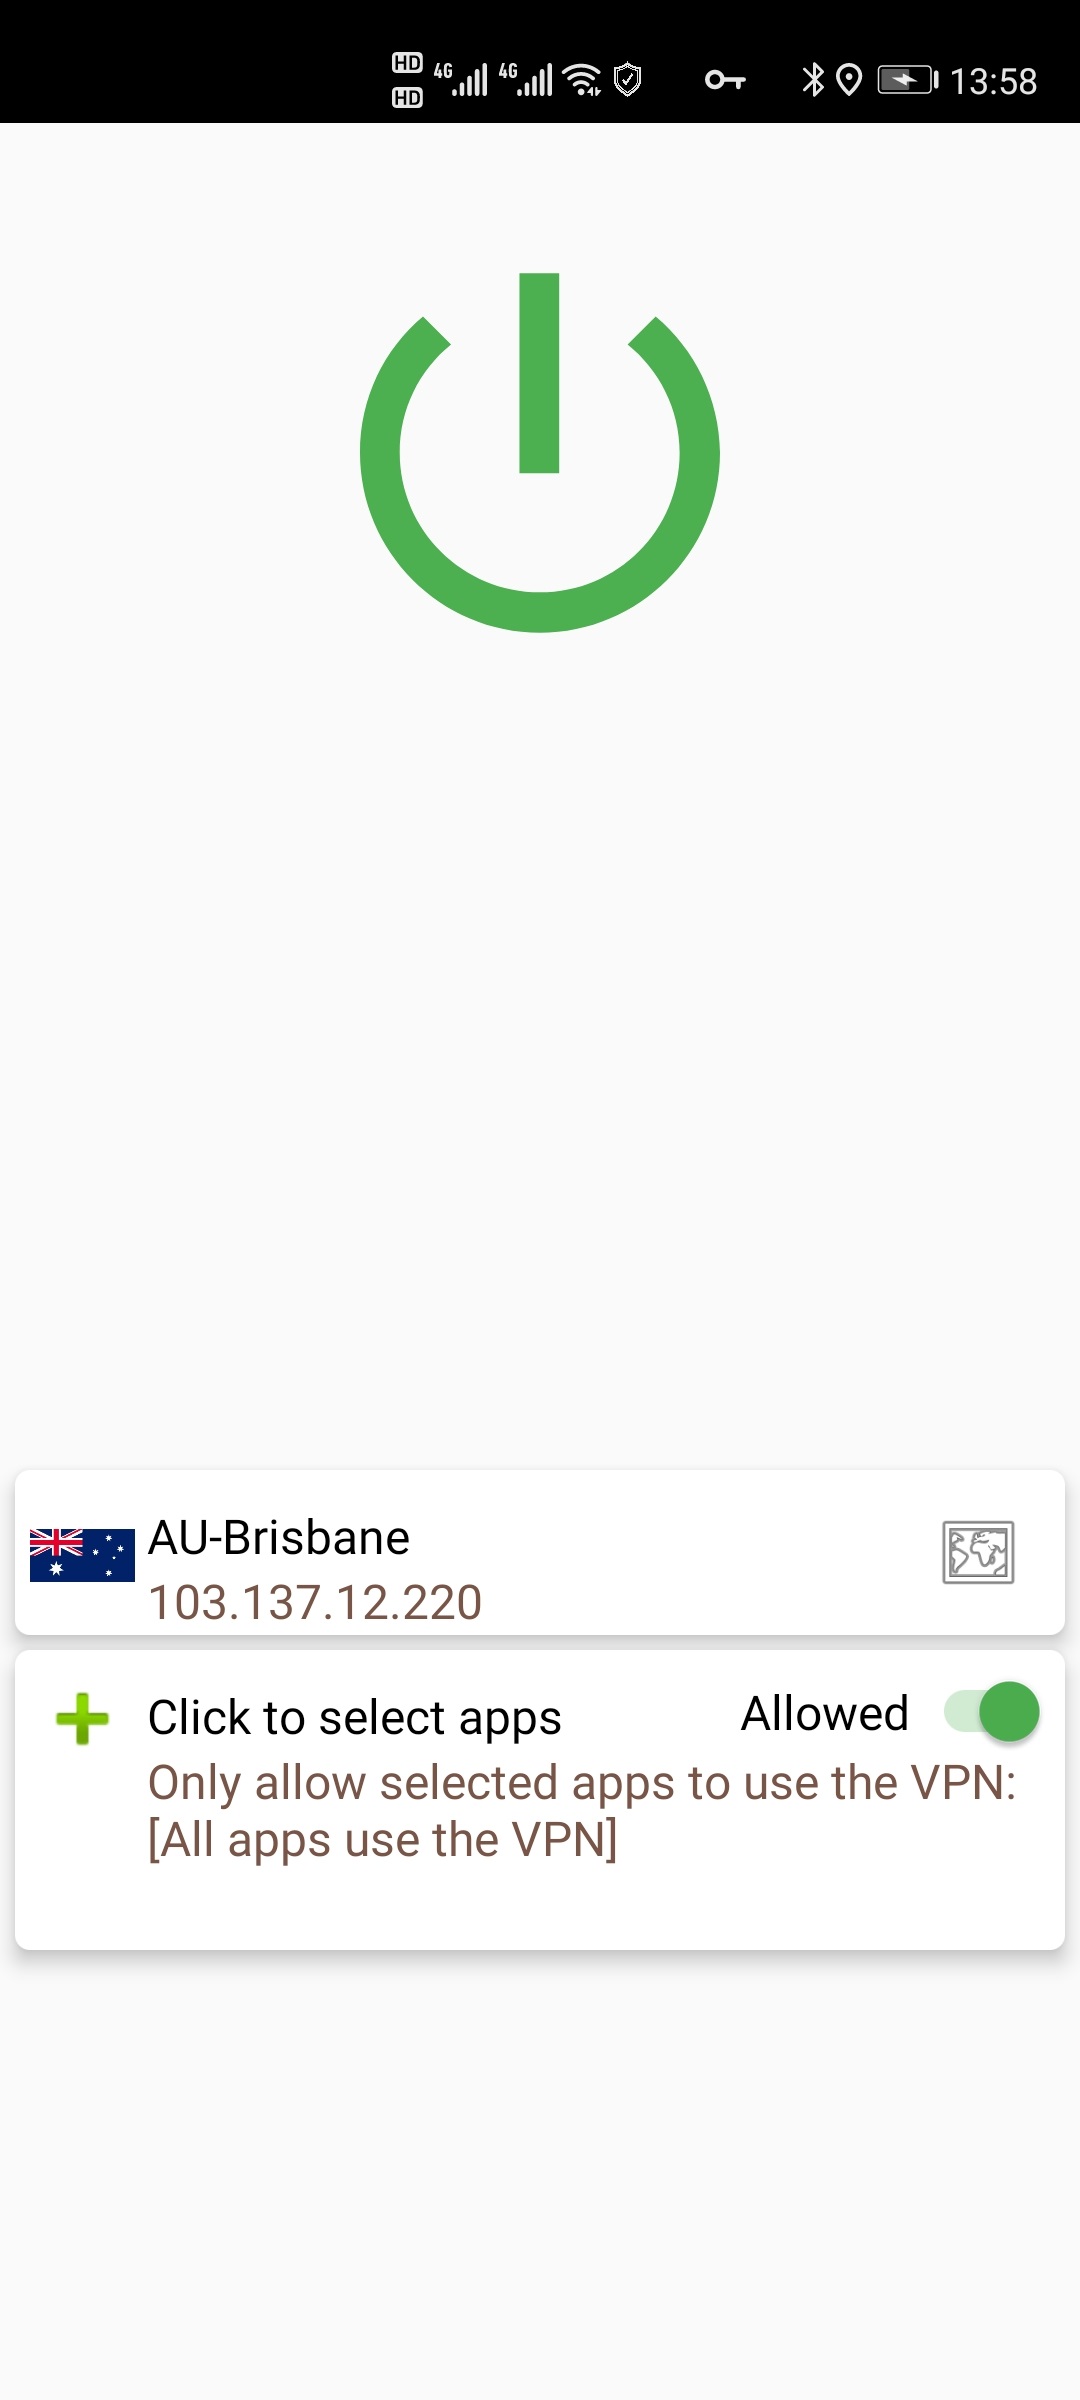 HD
HD
4G
4G
13:58
AU-Brisbane
103.137.12.220
Click to select apps
Allowed
Only allow selected apps to use the VPN:
[All apps use the VPN]